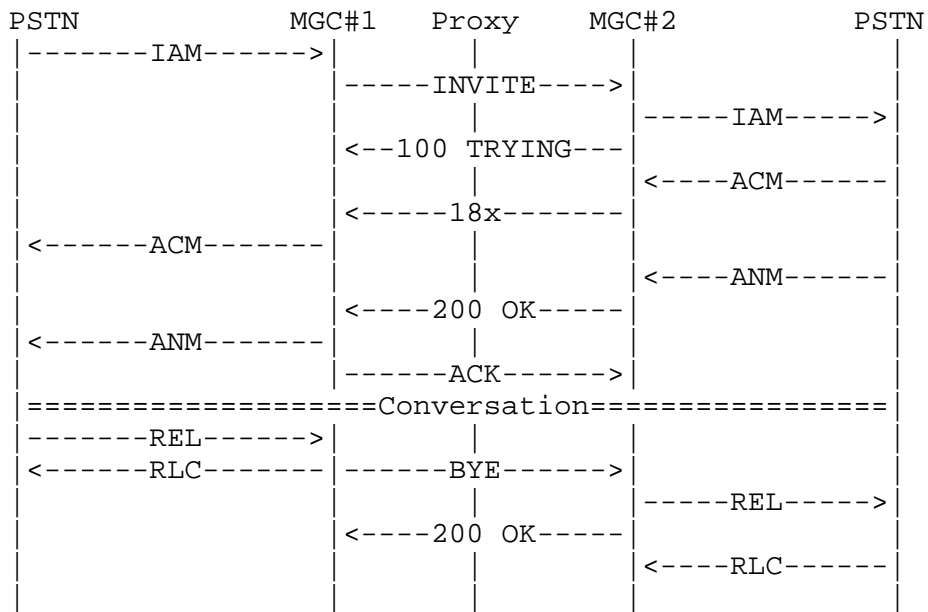 PSTN MGC#1 Proxy MGC#2 PSTN
|-------IAM------>| | | |
| |-----INVITE---->| |
| | | |-----IAM----->|
| |<--100 TRYING---| |
| | | |<----ACM------|
| |<----18x-------| |
|<------ACM-------| | | |
| | | |<----ANM------|
| |<----200 OK-----| |
|<------ANM-------| | | |
| |------ACK------>| |
|====================Conversation=================|
|-------REL------>| | | |
|<------RLC-------|------BYE------>| |
| | | |-----REL----->|
| |<----200 OK-----| |
| | | |<----RLC------|
| | | | |